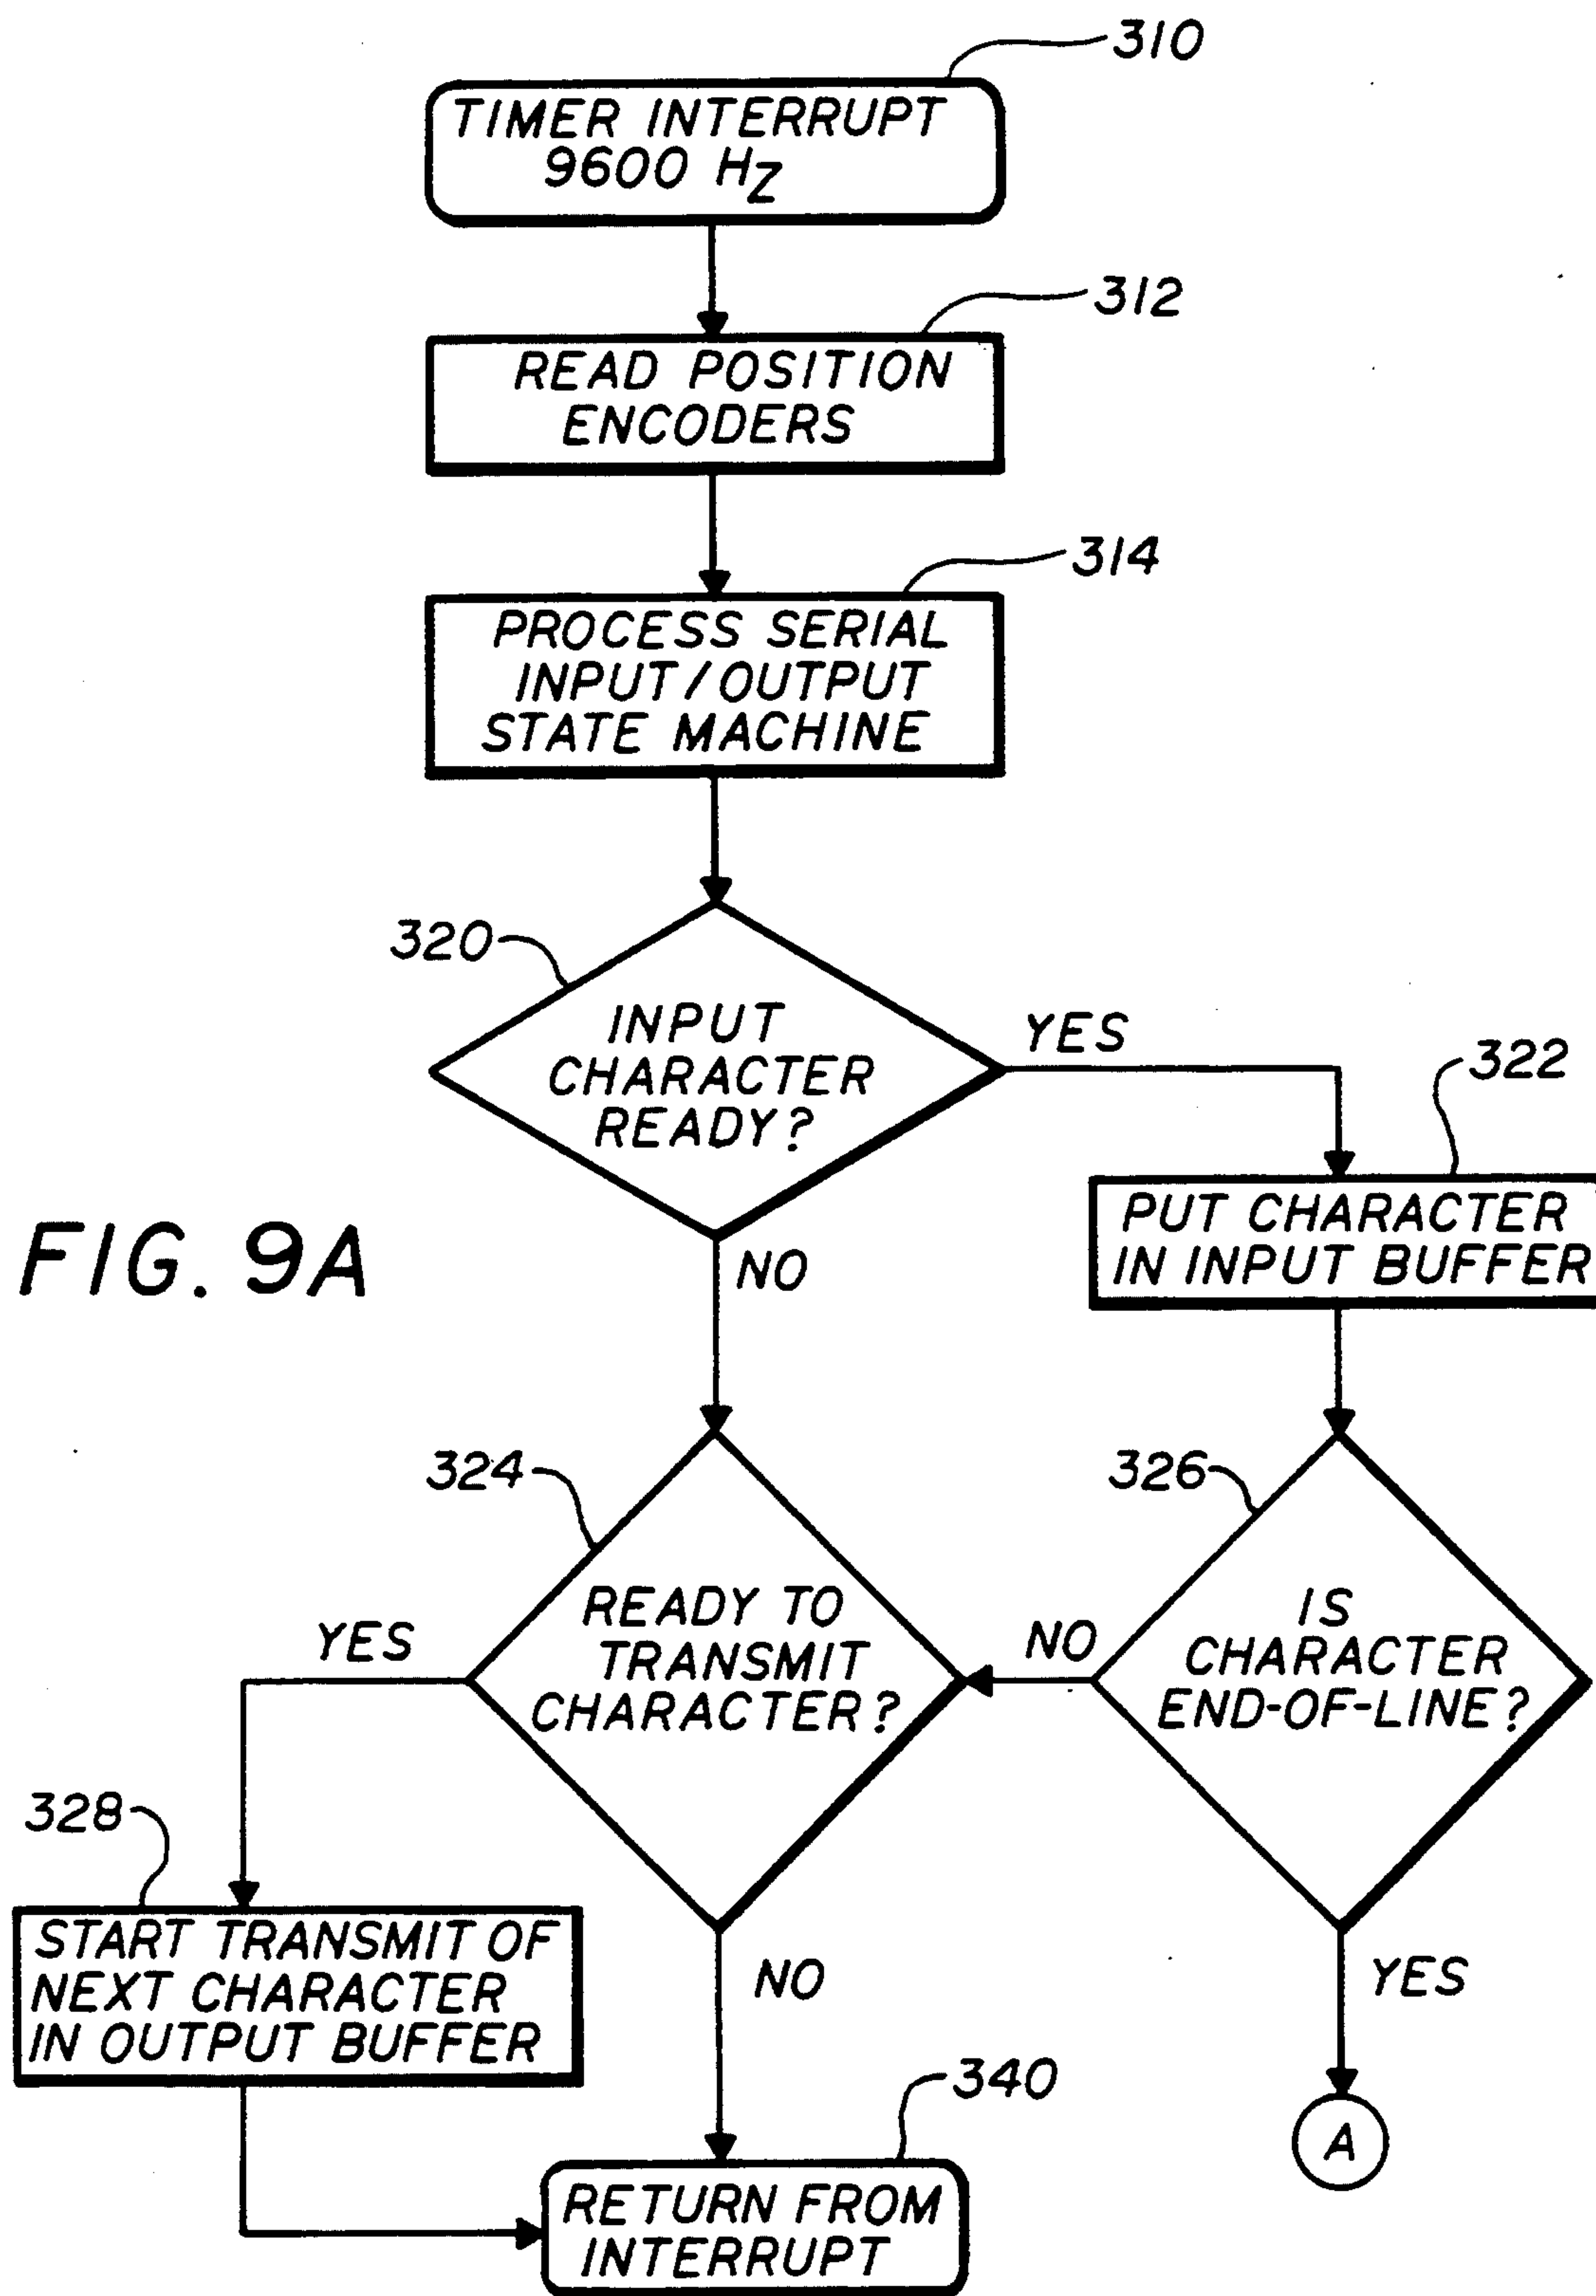 310
TIMER INTERRUPT
9600 Hz
312
READ POSITION
ENCODERS
314
PROCESS SERIAL
INPUT/OUTPUT
STATE MACHINE
320
INPUT
CHARACTER
READY?
YES
322
PUT CHARACTER
IN INPUT BUFFER
FIG. 9A
NO
324
READY TO
TRANSMIT
CHARACTER?
326
IS
CHARACTER
END-OF-LINE?
NO
YES
328
START TRANSMIT OF
NEXT CHARACTER
IN OUTPUT BUFFER
NO
YES
340
A
RETURN FROM
INTERRUPT